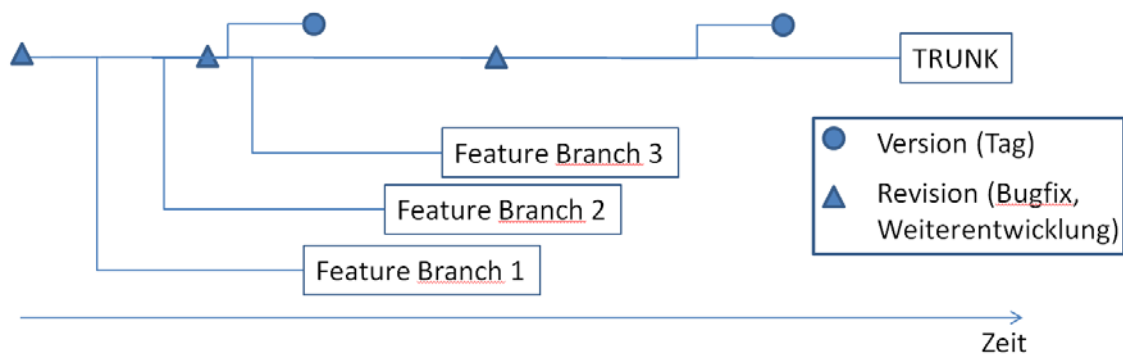 TRUNK
Feature Branch 3
Feature Branch 2
Feature Branch 1
Version (Tag)
Revision (Bugfix,
Weiterentwicklung)
Zeit